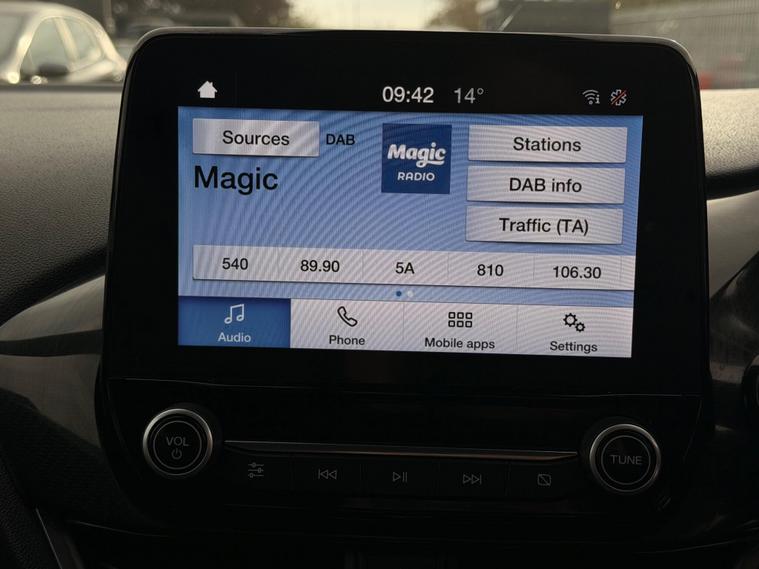 09:42 14°
Sources DAB
Magic RADIO
Stations
Magic
DAB info
Traffic (TA)
540 89.90 5A 810 106.30
Audio Phone Mobile apps Settings
VOL
TUNE